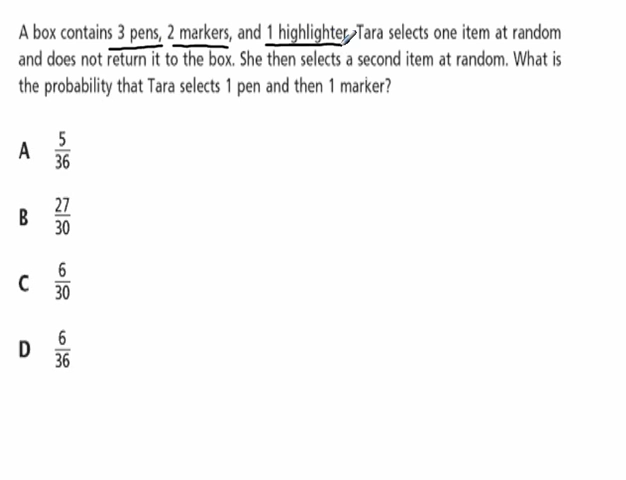 A box contains 3 pens, 2 markers, and 1 highlighter. Tara selects one item at random
and does not return it to the box. She then selects a second item at random. What is
the probability that Tara selects 1 pen and then 1 marker?
A 5/36
B 27/30
C 6/30
D 6/36